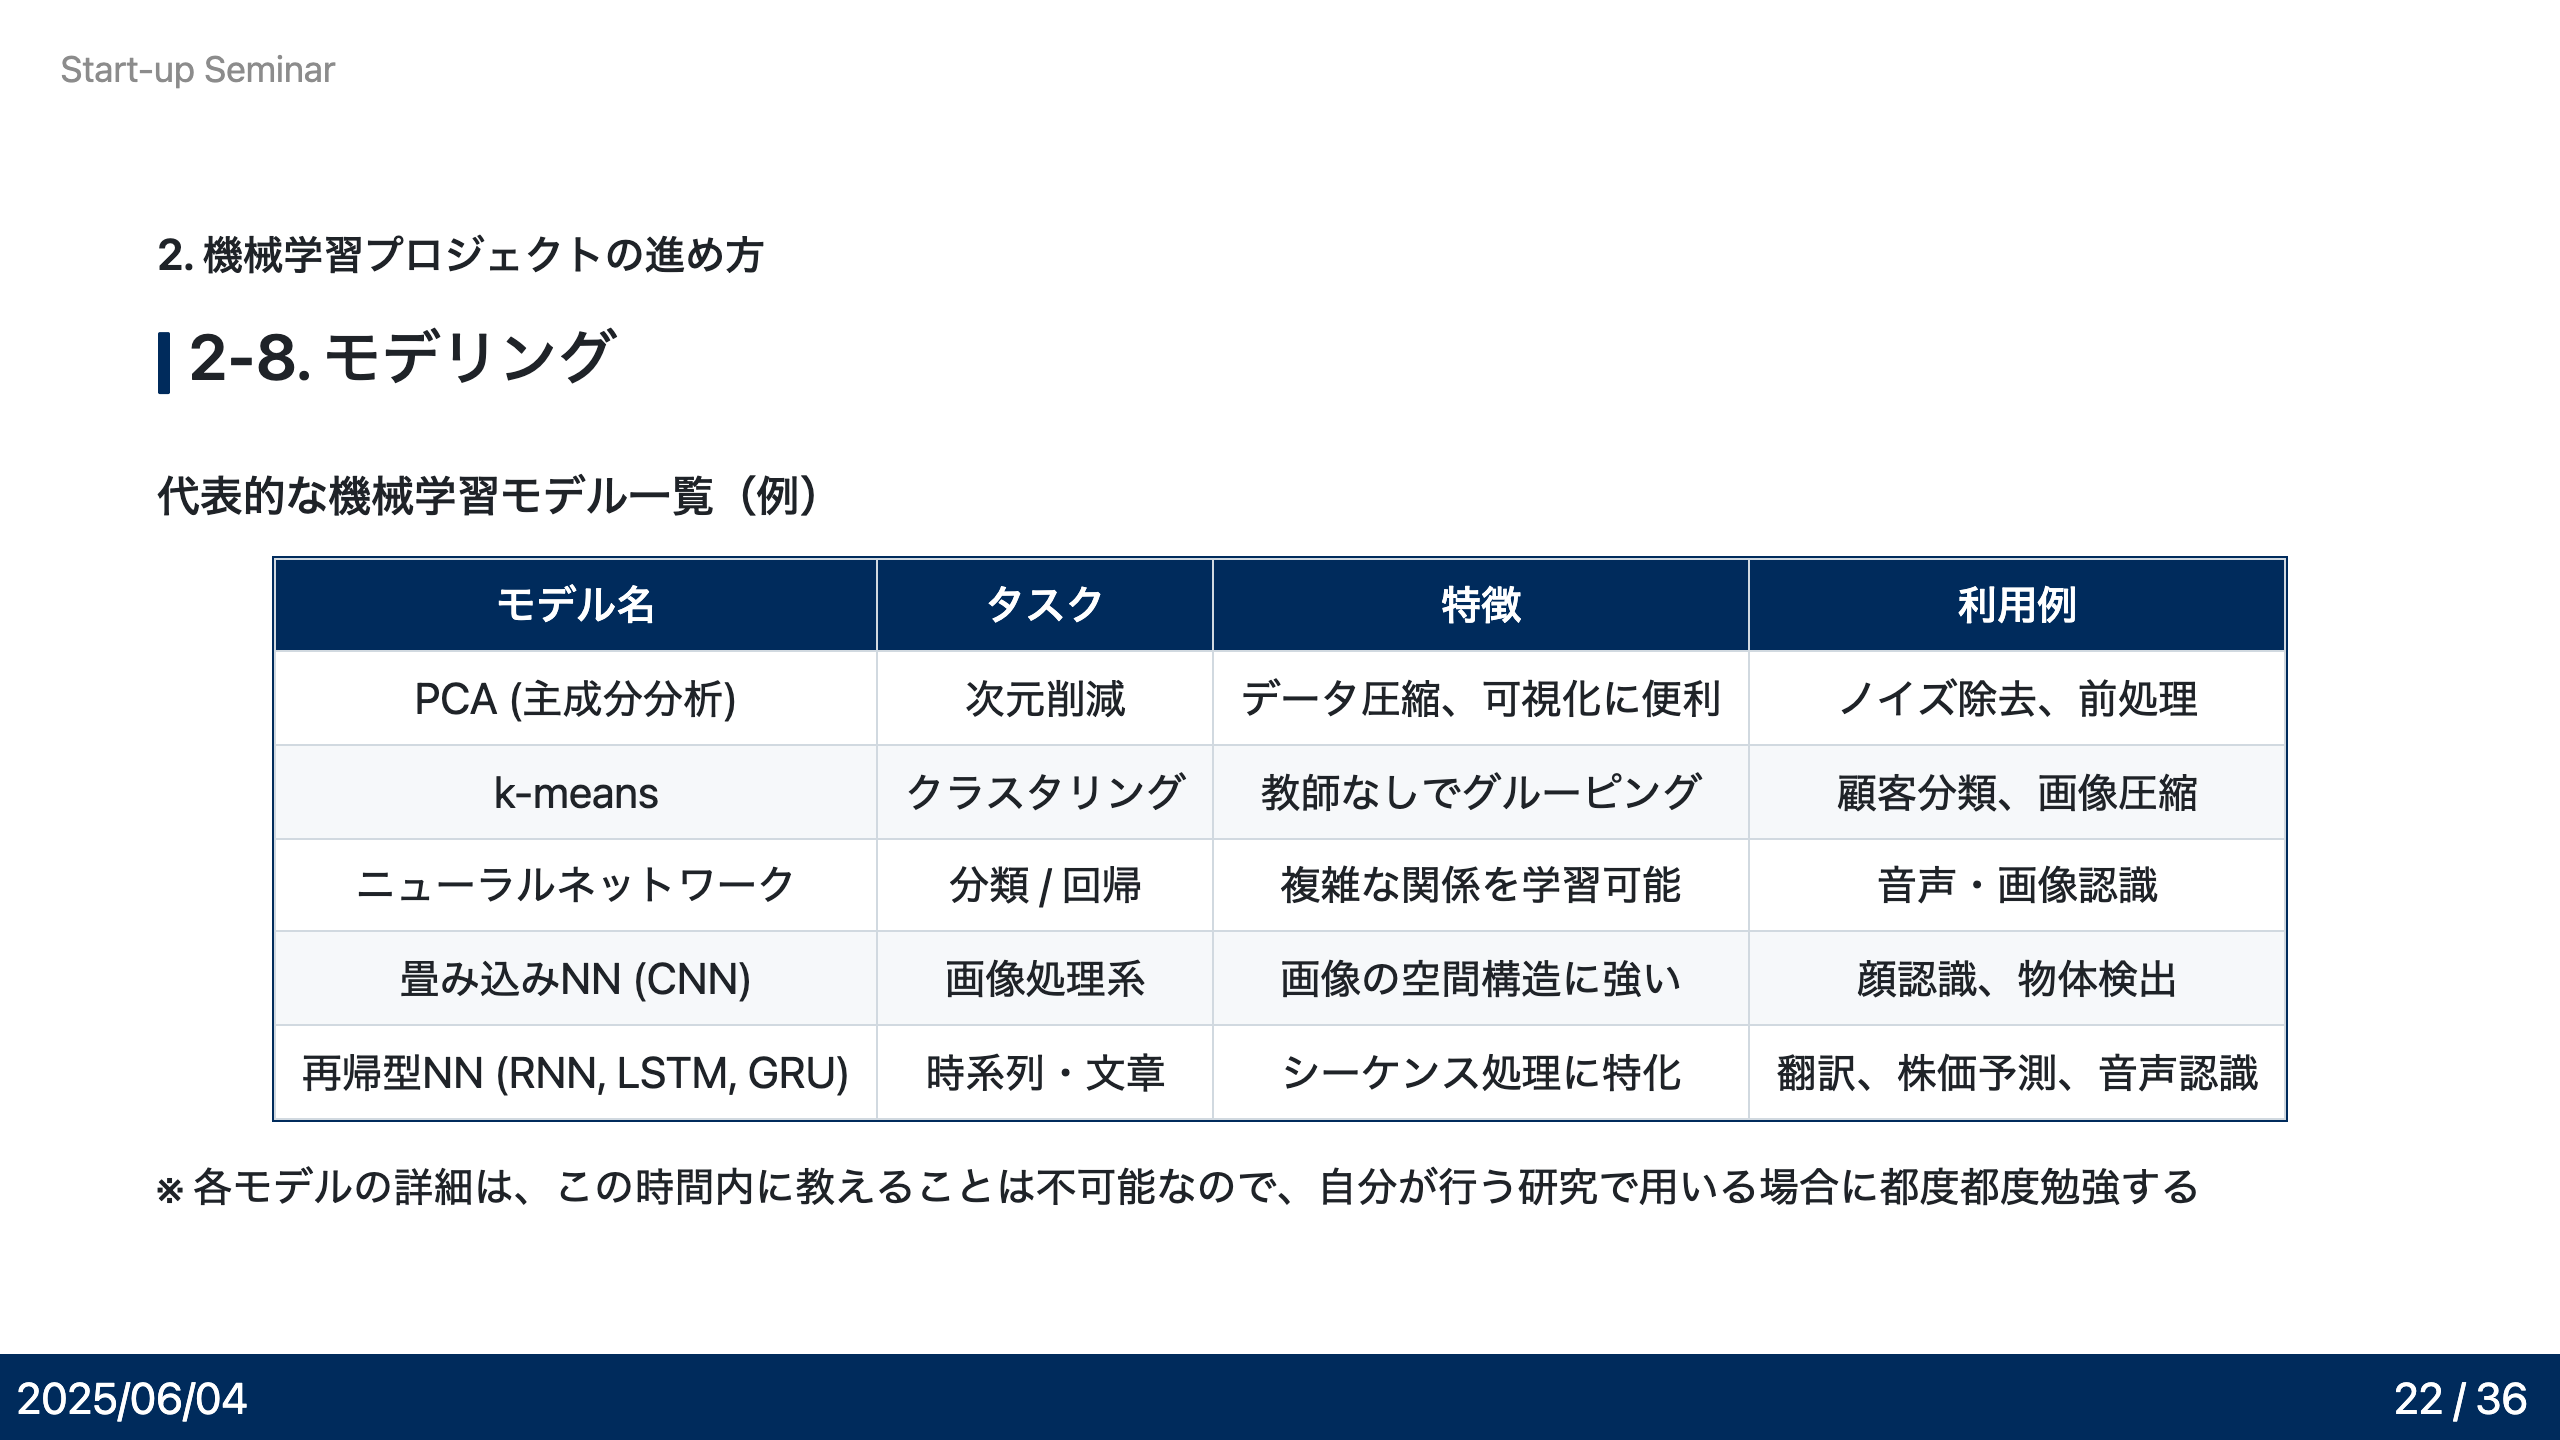 Start-up Seminar
2. 機械学習プロジェクトの進め方
2-8. モデリング
代表的な機械学習モデル一覧（例）
モデル名 タスク 特徴 利用例
PCA (主成分分析) 次元削減 データ圧縮、可視化に便利 ノイズ除去、前処理
k-means クラスタリング 教師なしでグルーピング 顧客分類、画像圧縮
ニューラルネットワーク 分類 / 回帰 複雑な関係を学習可能 音声・画像認識
畳み込みNN (CNN) 画像処理系 画像の空間構造に強い 顔認識、物体検出
再帰型NN (RNN, LSTM, GRU) 時系列・文章 シーケンス処理に特化 翻訳、株価予測、音声認識
※ 各モデルの詳細は、この時間内に教えることは不可能なので、自分が行う研究で用いる場合に都度都度勉強する
2025/06/04
22 / 36